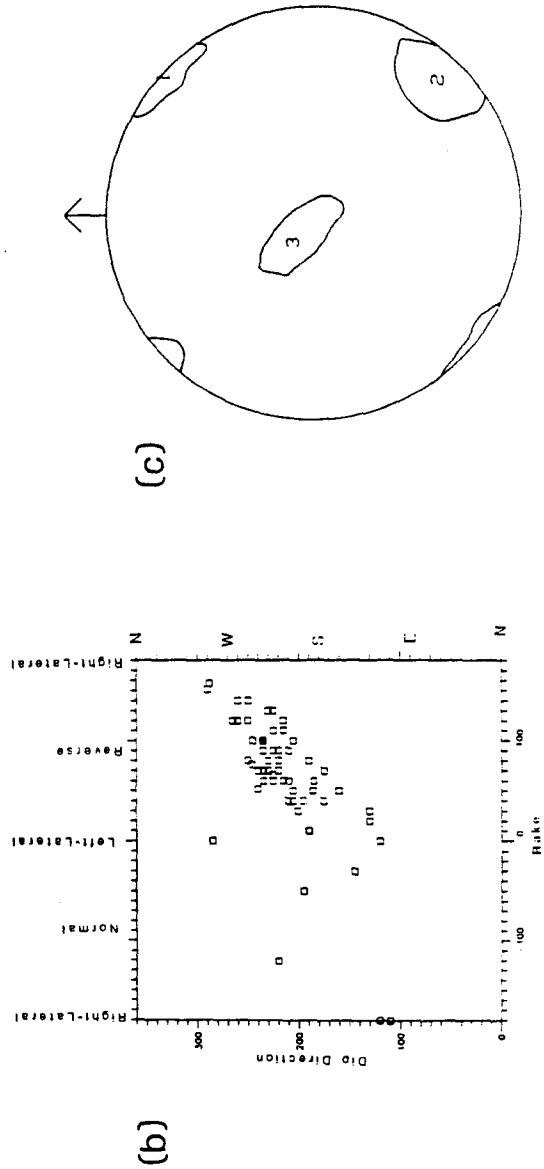 (b)
Right-Lateral
Normal
Left-Lateral
Reverse
Right-Lateral
Dip Direction
300
200
100
0
N
W
S
E
N
-100
0
100
Rake
(c)
1
2
3